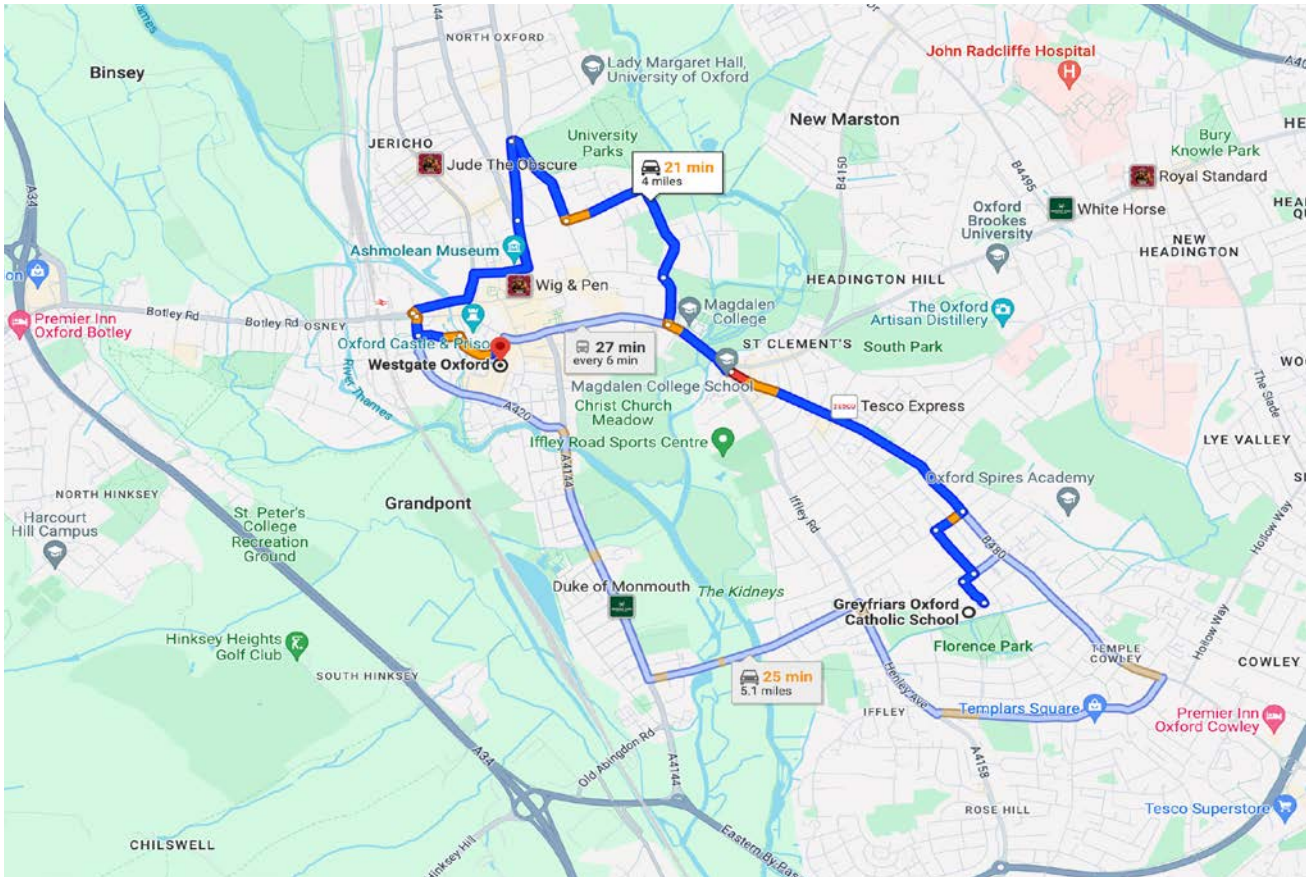 Thames
A4144
NORTH OXFORD
Binsey
Lady Margaret Hall,
University of Oxford
John Radcliffe Hospital
H
New Marston
JERICHO
University
Parks
Bury
Knowle Park
Jude The Obscure
21 min
4 miles
B4150
B4495
Royal Standard
A34
White Horse
Oxford
Brookes
University
Ashmolean Museum
NEW
HEADINGTON
HEADINGTON HILL
Wig & Pen
Magdalen
College
The Oxford
Artisan Distillery
Premier Inn
Oxford Botley
Botley Rd
Botley Rd
OSNEY
Oxford Castle & Prison
ST CLEMENT'S
South Park
27 min
every 6 min
Westgate Oxford
River Thames
Magdalen College School
The Slade
A420
Christ Church
Meadow
TESCO
Tesco Express
Iffley Road Sports Centre
LYE VALLEY
A4144
Oxford Spires Academy
NORTH HINKSEY
Grandpont
Harcourt
Hill Campus
St. Peter's
College
Recreation
Ground
Iffley Rd
Hollow Way
B480
Duke of Monmouth
The Kidneys
Greyfriars Oxford
Catholic School
Hinksey Heights
Golf Club
Florence Park
TEMPLE
COWLEY
Hollow Way
COWLEY
SOUTH HINKSEY
25 min
5.1 miles
Henley Ave
IFFLEY
Templars Square
Premier Inn
Oxford Cowley
Old Abingdon Rd
A34
A4144
A4158
ROSE HILL
Tesco Superstore
CHILSWELL
Hinksey Hill
Eastern By-Pass